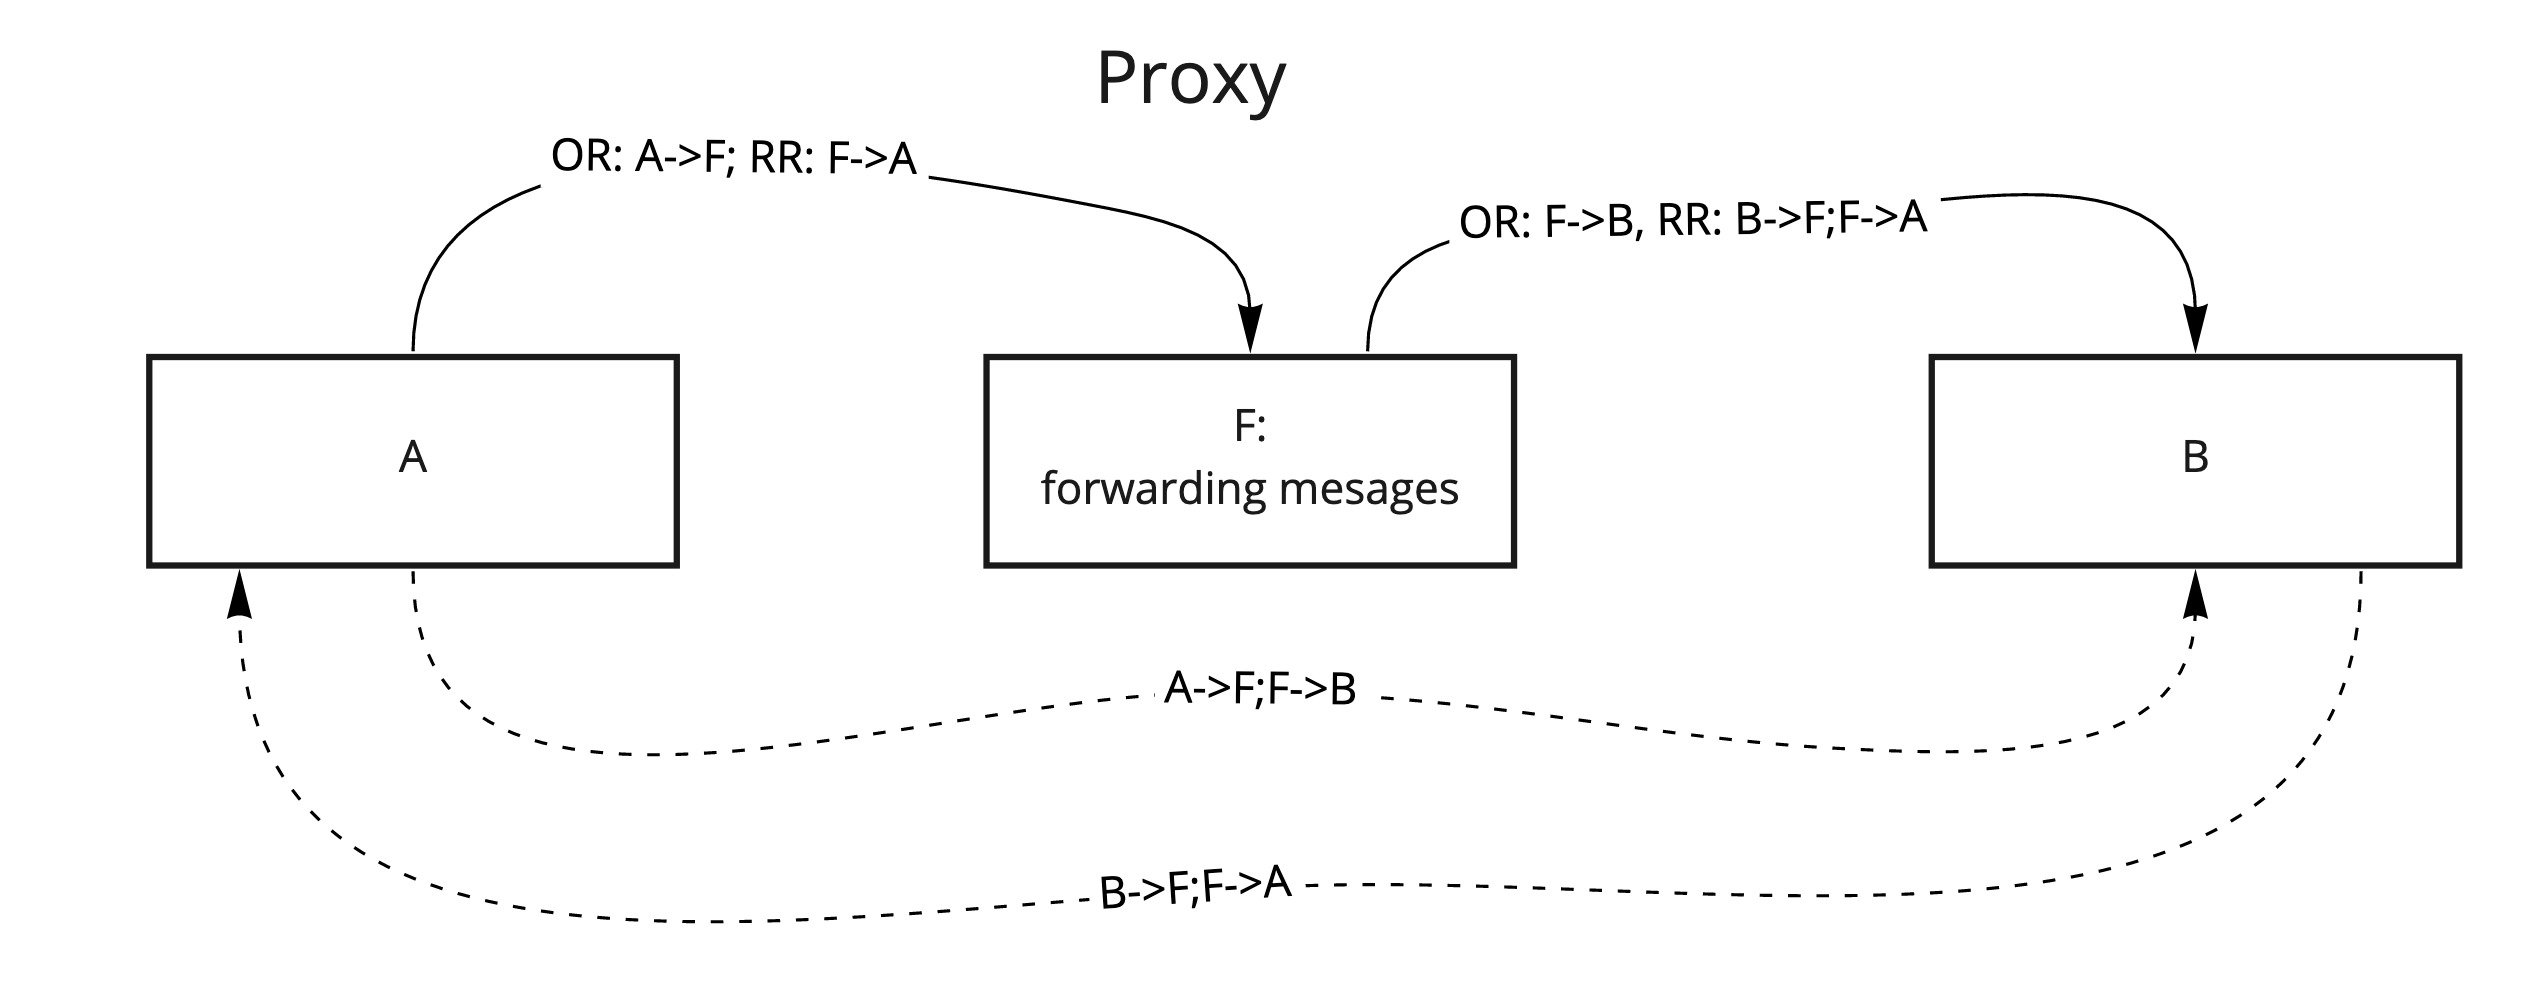 Proxy
OR: A->F; RR: F->A
OR: F->B, RR: B->F;F->A
A
F:
forwarding mesages
B
A->F;F->B
B->F;F->A